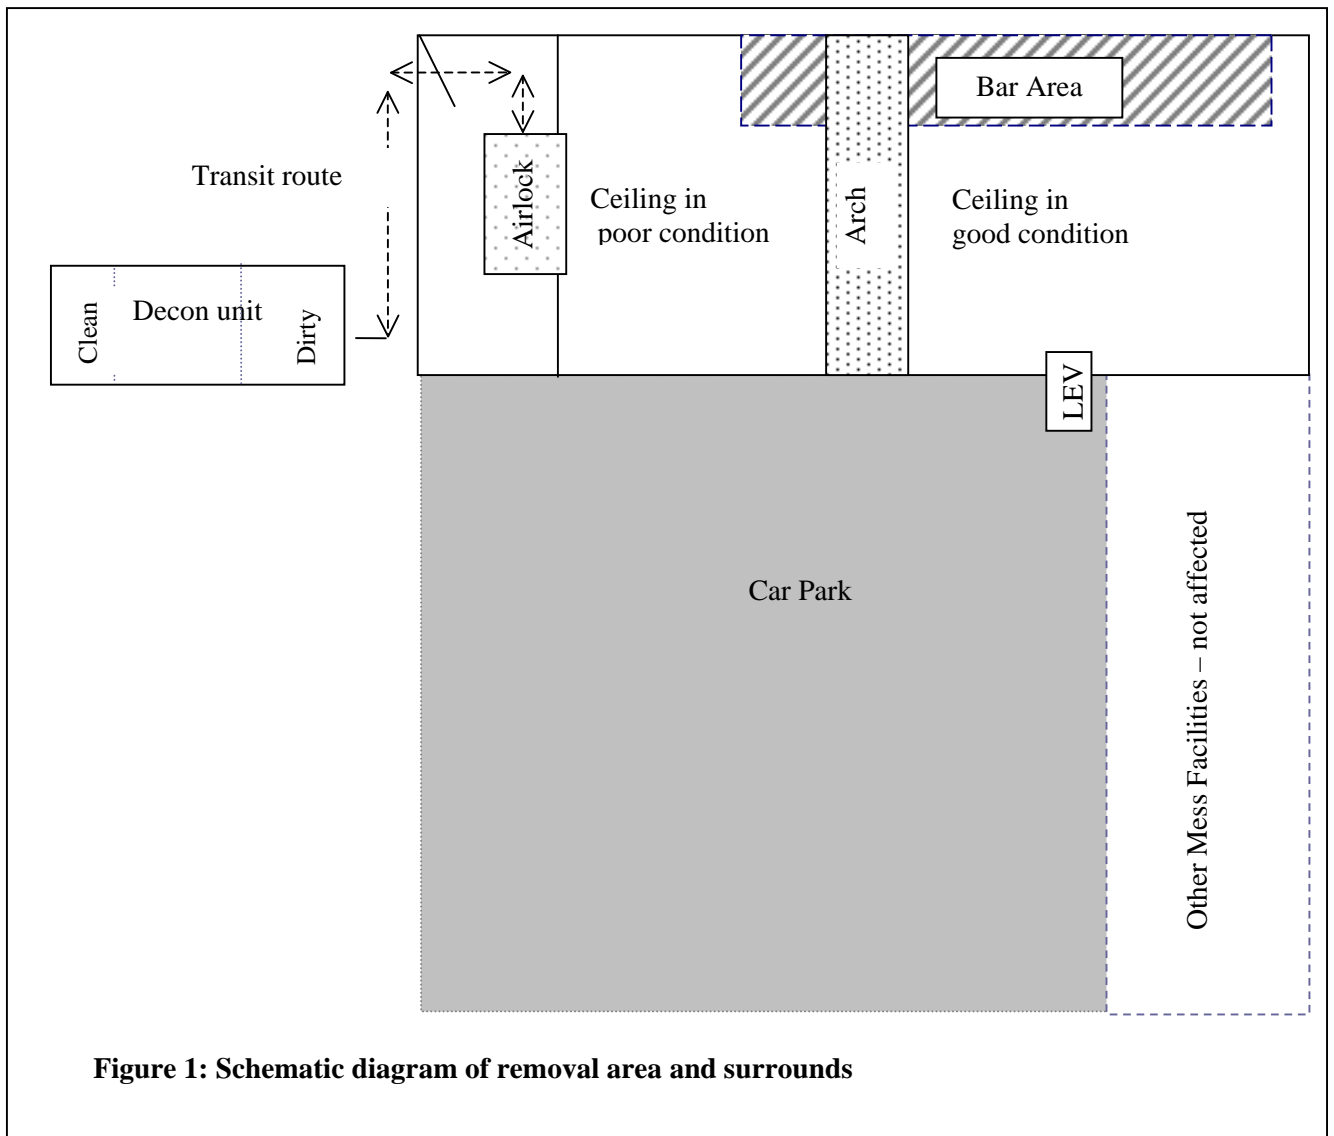 Bar Area
Transit route
Airlock
Ceiling in
poor condition
Arch
Ceiling in
good condition
Clean
Decon unit
Dirty
LEV
Car Park
Other Mess Facilities – not affected
Figure 1: Schematic diagram of removal area and surrounds